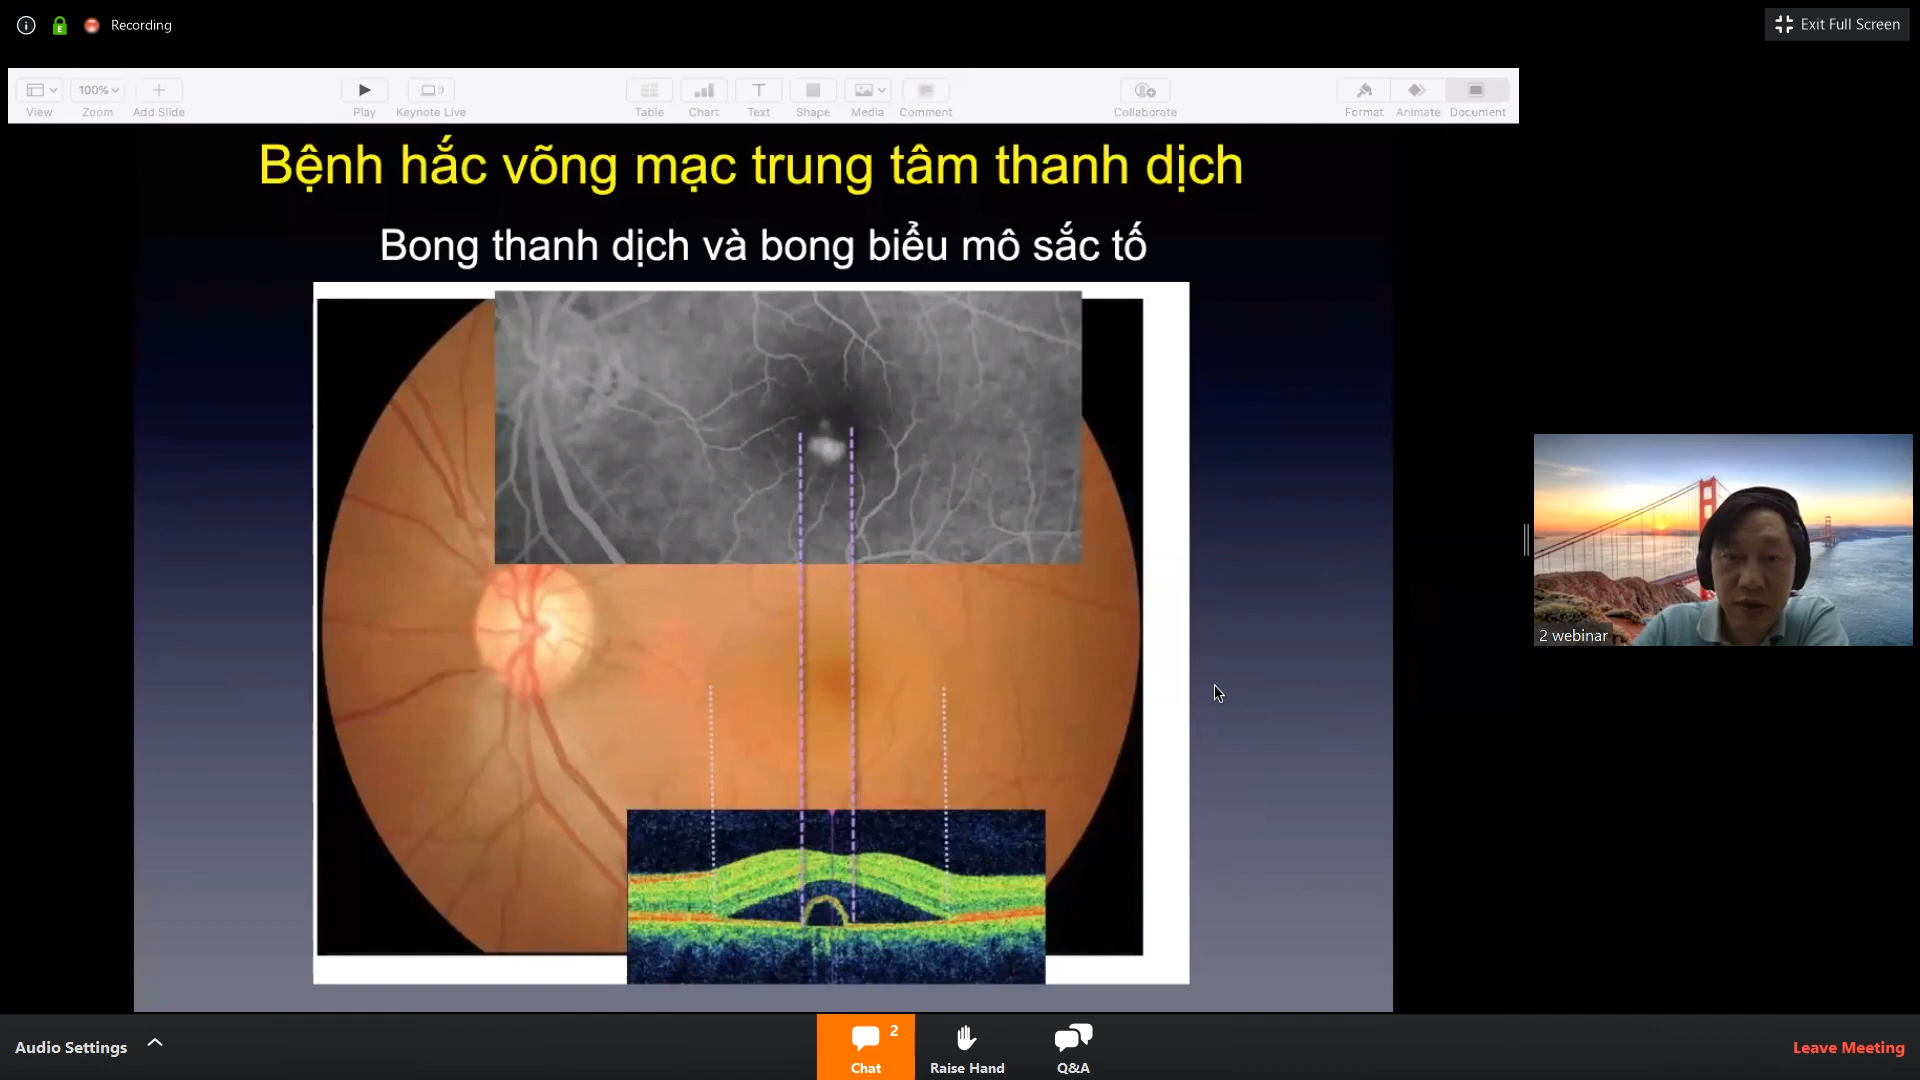 Recording
Exit Full Screen
100%
View
Zoom
Add Slide
Play
Keynote Live
Table
Chart
Text
Shape
Media
Comment
Collaborate
Format
Animate
Document
Bệnh hắc võng mạc trung tâm thanh dịch
Bong thanh dịch và bong biểu mô sắc tố
2 webinar
Audio Settings
2
Chat
Raise Hand
Q&A
Leave Meeting